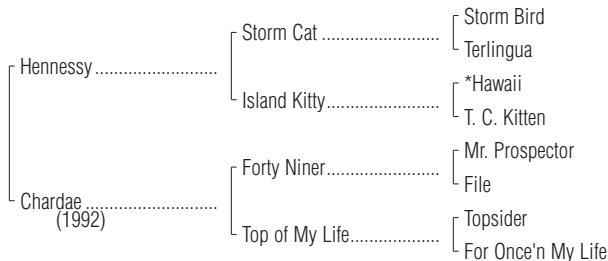 Storm Bird
Storm Cat ..........................
Terlingua
Hennessy ..........................
*Hawaii
Island Kitty........................
T. C. Kitten
Mr. Prospector
Forty Niner........................
File
Chardae ............................
(1992)
Topsider
Top of My Life...................
For Once'n My Life